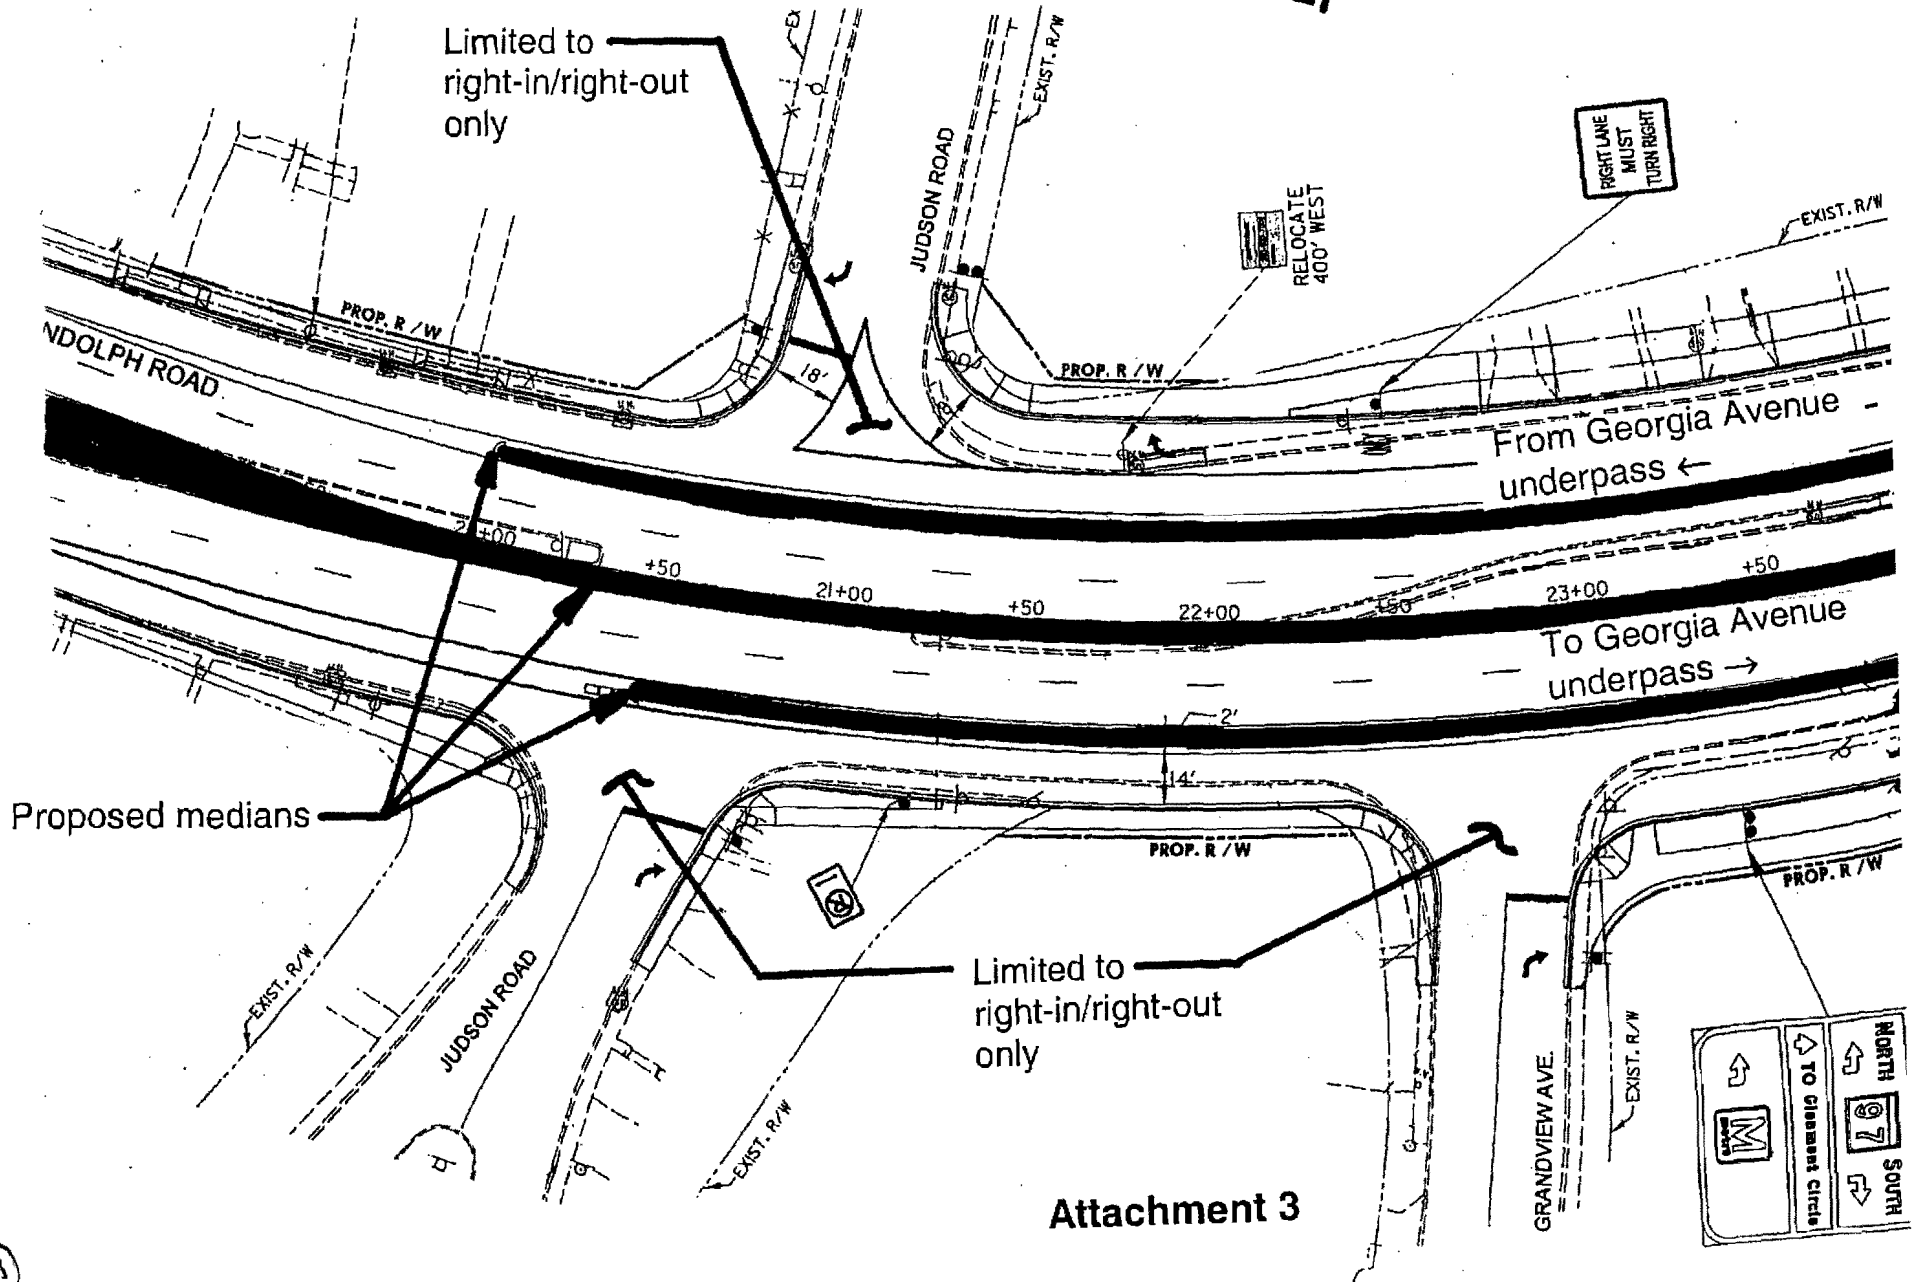 Limited to
right-in/right-out
only
EXIST. R/W
JUDSON ROAD
RELOCATE
400' WEST
RIGHT LANE
MUST
TURN RIGHT
EXIST. R/W
PROP. R/W
NDOLPH ROAD
18'
PROP. R/W
From Georgia Avenue
underpass ←
+50
21+00
+50
22+00
+50
23+00
+50
To Georgia Avenue
underpass →
2'
14'
Proposed medians
PROP. R/W
PROP. R/W
EXIST. R/W
JUDSON ROAD
Limited to
right-in/right-out
only
EXIST. R/W
GRANDVIEW AVE.
EXIST. R/W
NORTH 97 SOUTH
TO Glenmont Circle
M
Attachment 3